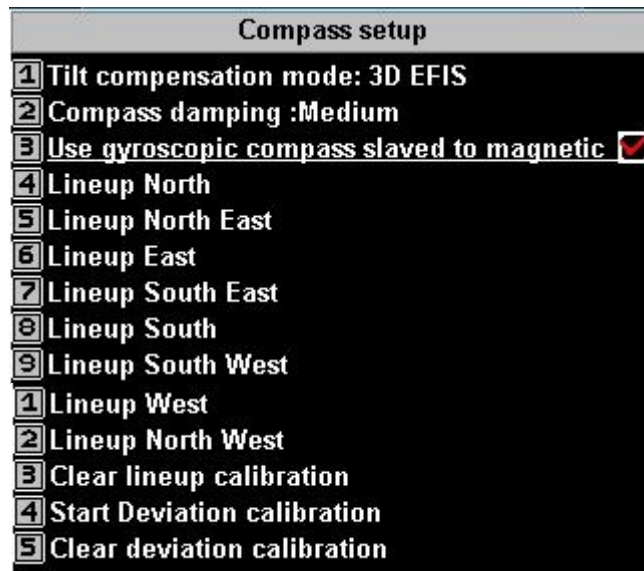 Compass setup
1 Tilt compensation mode: 3D EFIS
2 Compass damping :Medium
3 Use gyroscopic compass slaved to magnetic
4 Lineup North
5 Lineup North East
6 Lineup East
7 Lineup South East
8 Lineup South
9 Lineup South West
1 Lineup West
2 Lineup North West
3 Clear lineup calibration
4 Start Deviation calibration
5 Clear deviation calibration